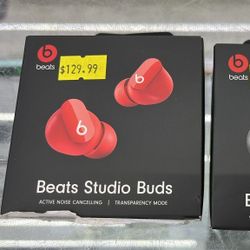 beats
beats
$129.99
b
Beats Studio Buds
ACTIVE NOISE CANCELLING | TRANSPARENCY MODE